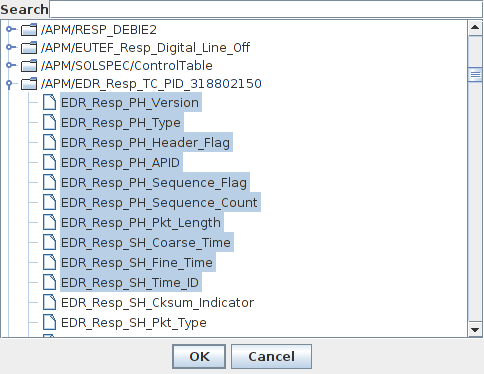 Search
/APM/RESP_DEBIE2
/APM/EUTEF_Resp_Digital_Line_Off
/APM/SOLSPEC/ControlTable
/APM/EDR_Resp_TC_PID_318802150
EDR_Resp_PH_Version
EDR_Resp_PH_Type
EDR_Resp_PH_Header_Flag
EDR_Resp_PH_APID
EDR_Resp_PH_Sequence_Flag
EDR_Resp_PH_Sequence_Count
EDR_Resp_PH_Pkt_Length
EDR_Resp_SH_Coarse_Time
EDR_Resp_SH_Fine_Time
EDR_Resp_SH_Time_ID
EDR_Resp_SH_Cksum_Indicator
EDR_Resp_SH_Pkt_Type
OK Cancel